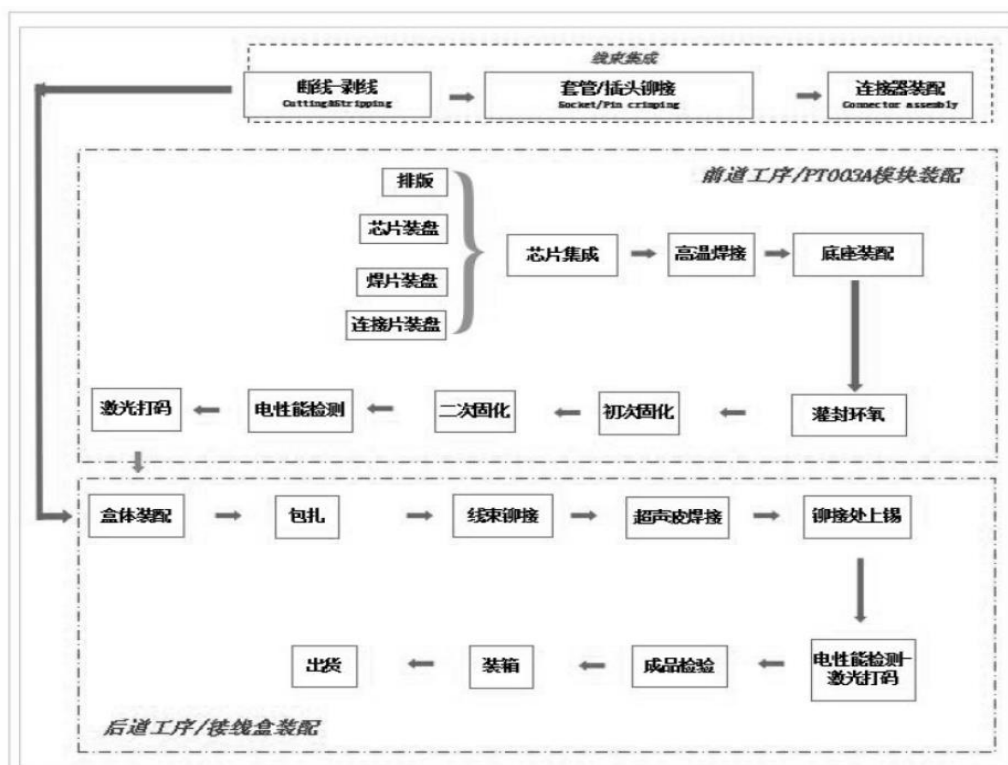 线束集成
断线-剥线
Cutting&Stripping
套管/插头铆接
Socket/Pin crimping
连接器装配
Connector assembly
前道工序/PT003A模块装配
排版
芯片装盘
焊片装盘
连接片装盘
芯片集成
高温焊接
底座装配
激光打码
电性能检测
二次固化
初次固化
灌封环氧
盒体装配
包扎
线束铆接
超声波焊接
铆接处上锡
出货
装箱
成品检验
电性能检测-
激光打码
后道工序/接线盒装配